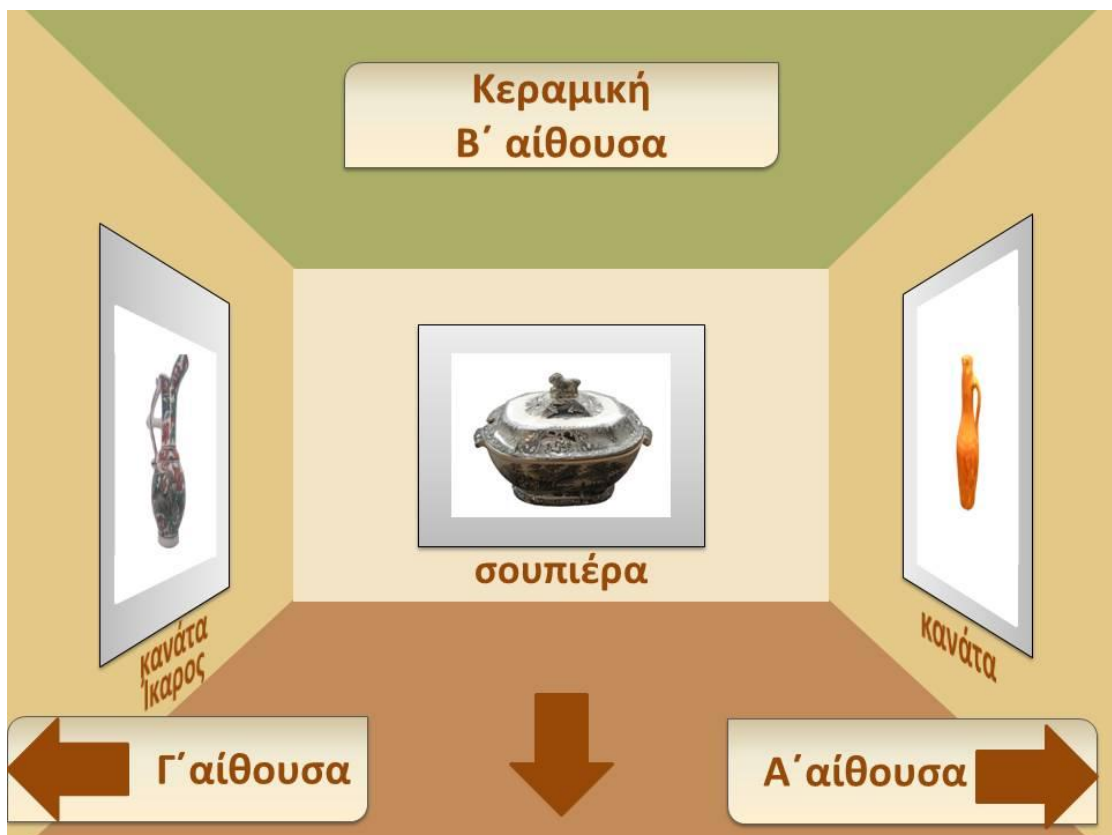 Κεραμική
Β΄ αίθουσα
σουπιέρα
κανάτα
Ίκαρος
κανάτα
Γ΄αίθουσα
Α΄αίθουσα